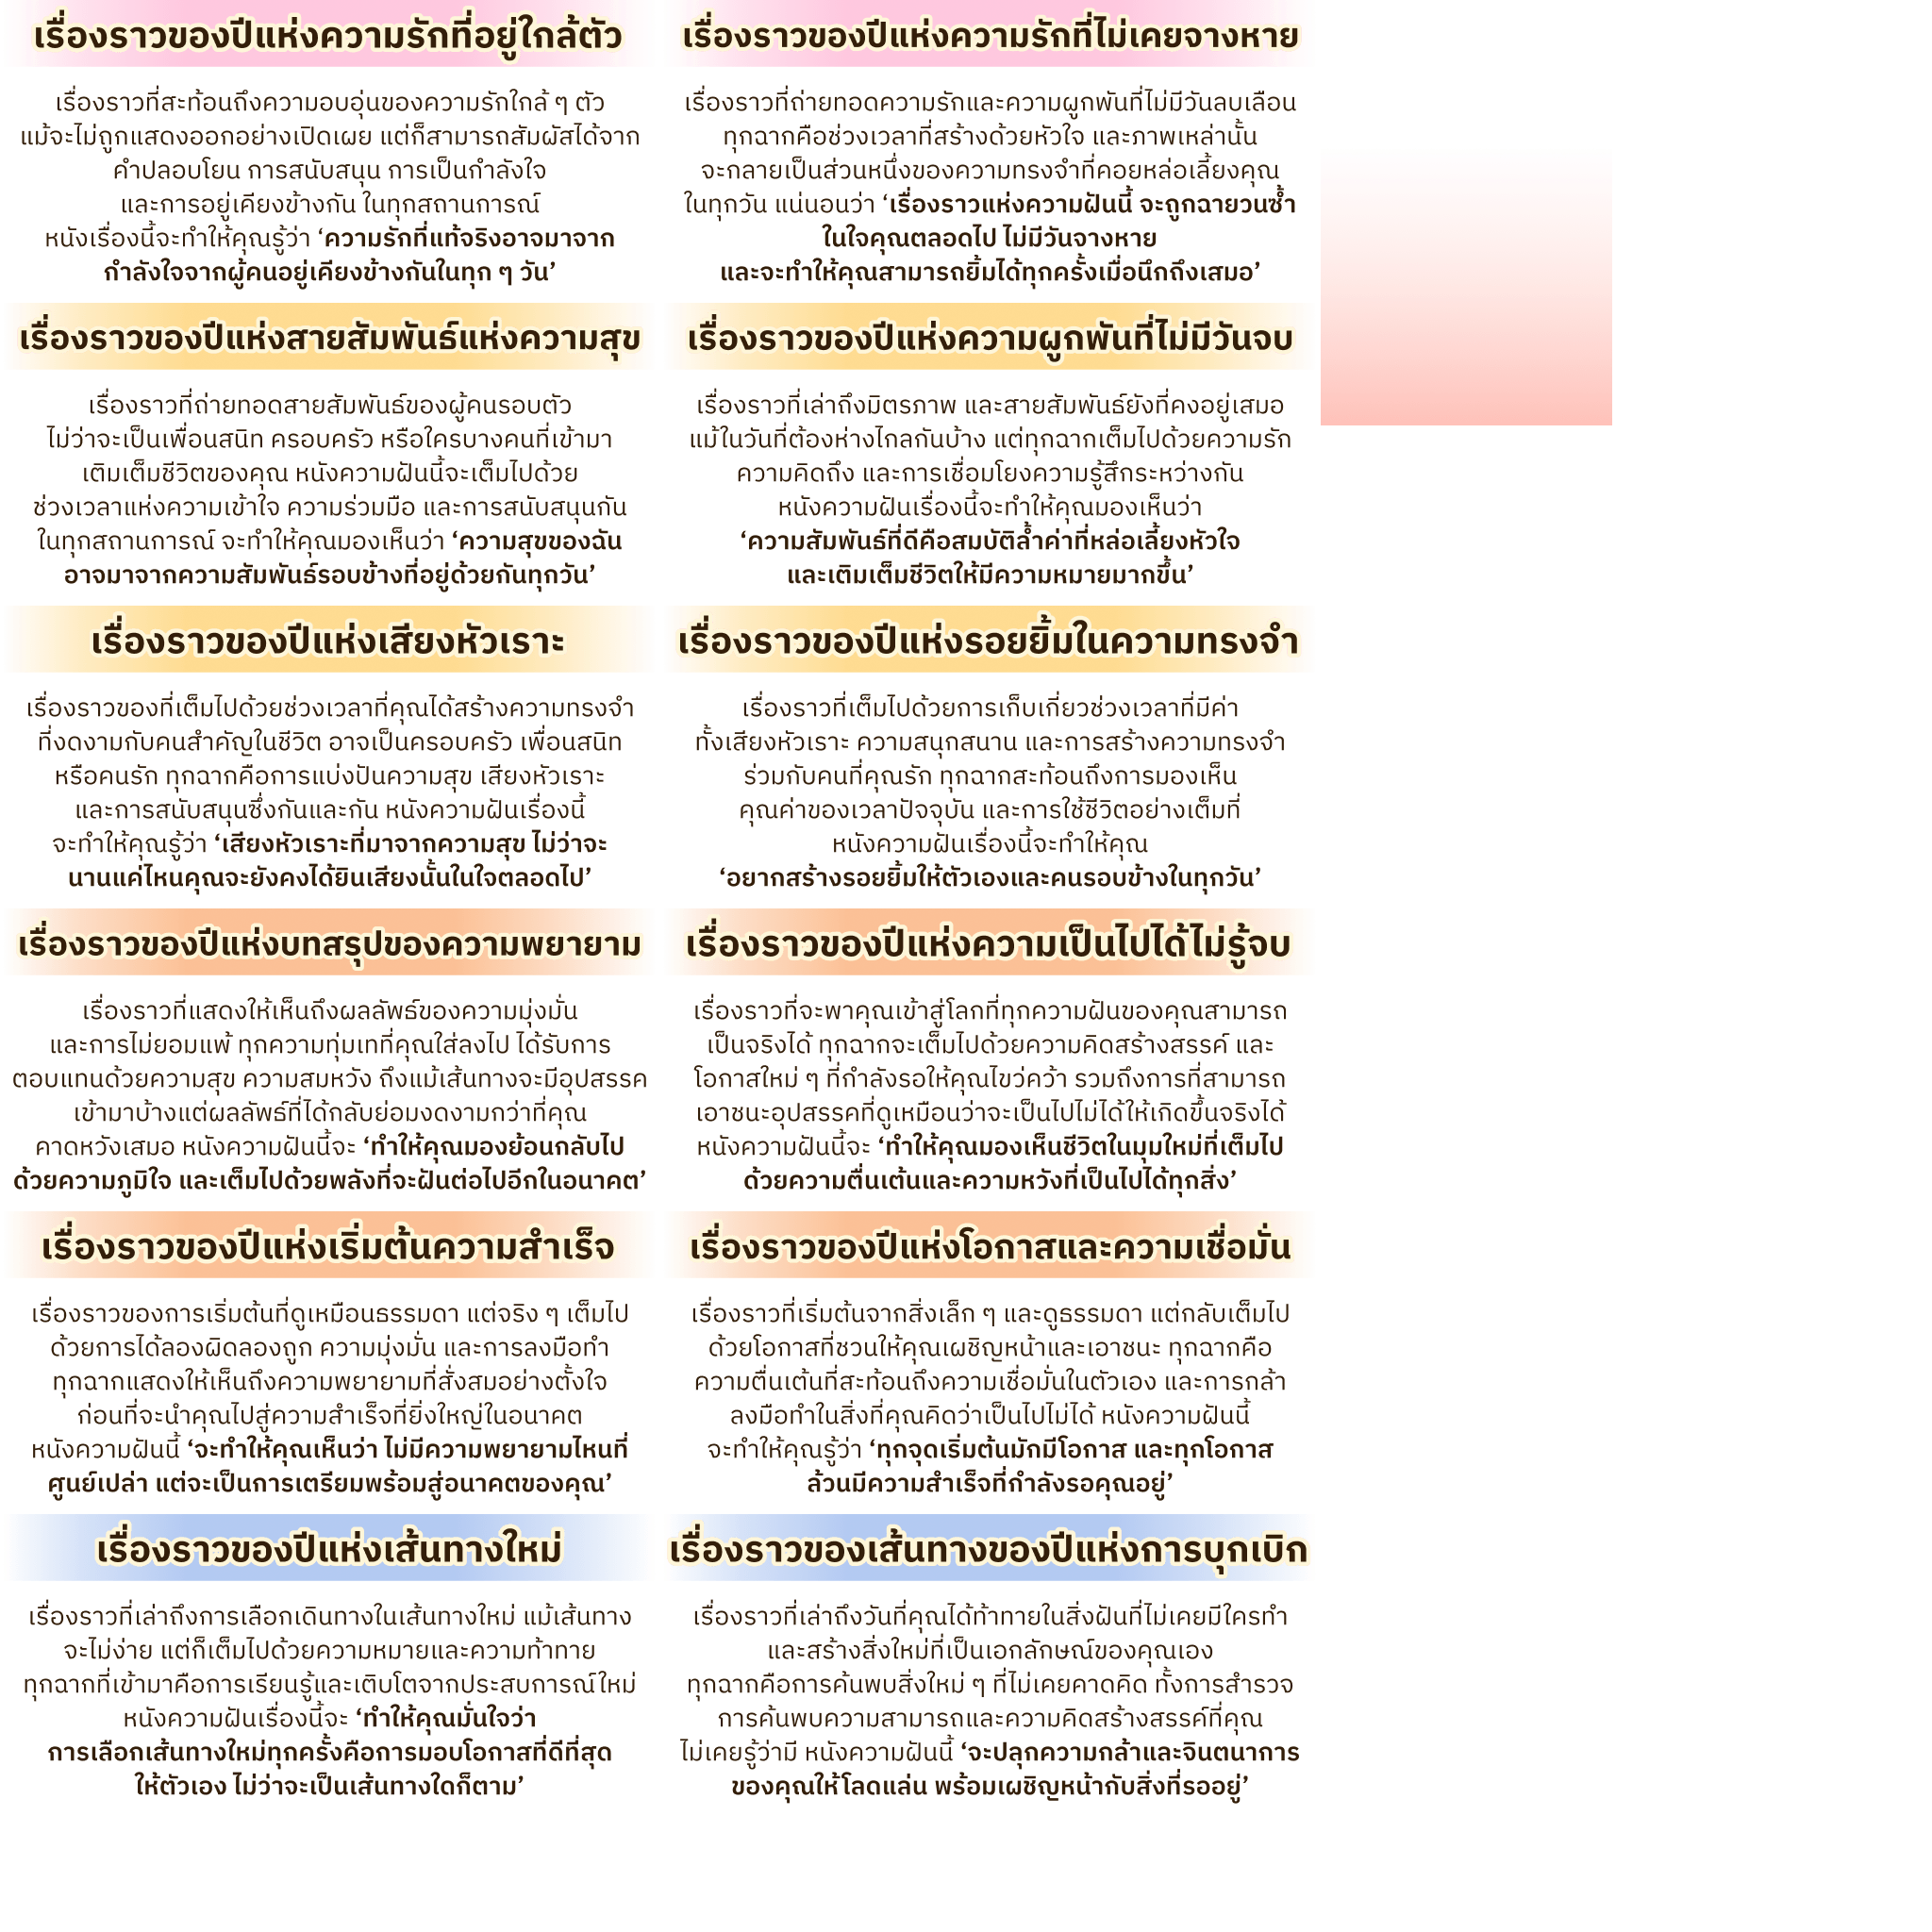 เรื่องราวของปีแห่งความรักที่อยู่ใกล้ตัว
เรื่องราวที่สะท้อนถึงความอบอุ่นของความรักใกล้ ๆ ตัว
แม้จะไม่ถูกแสดงออกอย่างเปิดเผย แต่ก็สามารถสัมผัสได้จาก
คำปลอบโยน การสนับสนุน การเป็นกำลังใจ
และการอยู่เคียงข้างกัน ในทุกสถานการณ์
หนังเรื่องนี้จะทำให้คุณรู้ว่า ‘ความรักที่แท้จริงอาจมาจาก
กำลังใจจากผู้คนอยู่เคียงข้างกันในทุก ๆ วัน’
เรื่องราวของปีแห่งความรักที่ไม่เคยจางหาย
เรื่องราวที่ถ่ายทอดความรักและความผูกพันที่ไม่มีวันลบเลือน
ทุกฉากคือช่วงเวลาที่สร้างด้วยหัวใจ และภาพเหล่านั้น
จะกลายเป็นส่วนหนึ่งของความทรงจำที่คอยหล่อเลี้ยงคุณ
ในทุกวัน แน่นอนว่า ‘เรื่องราวแห่งความฝันนี้ จะถูกฉายวนซ้ำ
ในใจคุณตลอดไป ไม่มีวันจางหาย
และจะทำให้คุณสามารถยิ้มได้ทุกครั้งเมื่อนึกถึงเสมอ’
เรื่องราวของปีแห่งสายสัมพันธ์แห่งความสุข
เรื่องราวที่ถ่ายทอดสายสัมพันธ์ของผู้คนรอบตัว
ไม่ว่าจะเป็นเพื่อนสนิท ครอบครัว หรือใครบางคนที่เข้ามา
เติมเต็มชีวิตของคุณ หนังความฝันนี้จะเต็มไปด้วย
ช่วงเวลาแห่งความเข้าใจ ความร่วมมือ และการสนับสนุนกัน
ในทุกสถานการณ์ จะทำให้คุณมองเห็นว่า ‘ความสุขของฉัน
อาจมาจากความสัมพันธ์รอบข้างที่อยู่ด้วยกันทุกวัน’
เรื่องราวของปีแห่งความผูกพันที่ไม่มีวันจบ
เรื่องราวที่เล่าถึงมิตรภาพ และสายสัมพันธ์ยังที่คงอยู่เสมอ
แม้ในวันที่ต้องห่างไกลกันบ้าง แต่ทุกฉากเต็มไปด้วยความรัก
ความคิดถึง และการเชื่อมโยงความรู้สึกระหว่างกัน
หนังความฝันเรื่องนี้จะทำให้คุณมองเห็นว่า
‘ความสัมพันธ์ที่ดีคือสมบัติล้ำค่าที่หล่อเลี้ยงหัวใจ
และเติมเต็มชีวิตให้มีความหมายมากขึ้น’
เรื่องราวของปีแห่งเสียงหัวเราะ
เรื่องราวของที่เต็มไปด้วยช่วงเวลาที่คุณได้สร้างความทรงจำ
ที่งดงามกับคนสำคัญในชีวิต อาจเป็นครอบครัว เพื่อนสนิท
หรือคนรัก ทุกฉากคือการแบ่งปันความสุข เสียงหัวเราะ
และการสนับสนุนซึ่งกันและกัน หนังความฝันเรื่องนี้
จะทำให้คุณรู้ว่า ‘เสียงหัวเราะที่มาจากความสุข ไม่ว่าจะ
นานแค่ไหนคุณจะยังคงได้ยินเสียงนั้นในใจตลอดไป’
เรื่องราวของปีแห่งรอยยิ้มในความทรงจำ
เรื่องราวที่เต็มไปด้วยการเก็บเกี่ยวช่วงเวลาที่มีค่า
ทั้งเสียงหัวเราะ ความสนุกสนาน และการสร้างความทรงจำ
ร่วมกับคนที่คุณรัก ทุกฉากสะท้อนถึงการมองเห็น
คุณค่าของเวลาปัจจุบัน และการใช้ชีวิตอย่างเต็มที่
หนังความฝันเรื่องนี้จะทำให้คุณ
‘อยากสร้างรอยยิ้มให้ตัวเองและคนรอบข้างในทุกวัน’
เรื่องราวของปีแห่งบทสรุปของความพยายาม
เรื่องราวที่แสดงให้เห็นถึงผลลัพธ์ของความมุ่งมั่น
และการไม่ยอมแพ้ ทุกความทุ่มเทที่คุณใส่ลงไป ได้รับการ
ตอบแทนด้วยความสุข ความสมหวัง ถึงแม้เส้นทางจะมีอุปสรรค
เข้ามาบ้างแต่ผลลัพธ์ที่ได้กลับย่อมงดงามกว่าที่คุณ
คาดหวังเสมอ หนังความฝันนี้จะ ‘ทำให้คุณมองย้อนกลับไป
ด้วยความภูมิใจ และเต็มไปด้วยพลังที่จะฝันต่อไปอีกในอนาคต’
เรื่องราวของปีแห่งความเป็นไปได้ไม่รู้จบ
เรื่องราวที่จะพาคุณเข้าสู่โลกที่ทุกความฝันของคุณสามารถ
เป็นจริงได้ ทุกฉากจะเต็มไปด้วยความคิดสร้างสรรค์ และ
โอกาสใหม่ ๆ ที่กำลังรอให้คุณไขว่คว้า รวมถึงการที่สามารถ
เอาชนะอุปสรรคที่ดูเหมือนว่าจะเป็นไปไม่ได้ให้เกิดขึ้นจริงได้
หนังความฝันนี้จะ ‘ทำให้คุณมองเห็นชีวิตในมุมใหม่ที่เต็มไป
ด้วยความตื่นเต้นและความหวังที่เป็นไปได้ทุกสิ่ง’
เรื่องราวของปีแห่งเริ่มต้นความสำเร็จ
เรื่องราวของการเริ่มต้นที่ดูเหมือนธรรมดา แต่จริง ๆ เต็มไป
ด้วยการได้ลองผิดลองถูก ความมุ่งมั่น และการลงมือทำ
ทุกฉากแสดงให้เห็นถึงความพยายามที่สั่งสมอย่างตั้งใจ
ก่อนที่จะนำคุณไปสู่ความสำเร็จที่ยิ่งใหญ่ในอนาคต
หนังความฝันนี้ ‘จะทำให้คุณเห็นว่า ไม่มีความพยายามไหนที่
ศูนย์เปล่า แต่จะเป็นการเตรียมพร้อมสู่อนาคตของคุณ’
เรื่องราวของปีแห่งโอกาสและความเชื่อมั่น
เรื่องราวที่เริ่มต้นจากสิ่งเล็ก ๆ และดูธรรมดา แต่กลับเต็มไป
ด้วยโอกาสที่ชวนให้คุณเผชิญหน้าและเอาชนะ ทุกฉากคือ
ความตื่นเต้นที่สะท้อนถึงความเชื่อมั่นในตัวเอง และการกล้า
ลงมือทำในสิ่งที่คุณคิดว่าเป็นไปไม่ได้ หนังความฝันนี้
จะทำให้คุณรู้ว่า ‘ทุกจุดเริ่มต้นมักมีโอกาส และทุกโอกาส
ล้วนมีความสำเร็จที่กำลังรอคุณอยู่’
เรื่องราวของปีแห่งเส้นทางใหม่
เรื่องราวที่เล่าถึงการเลือกเดินทางในเส้นทางใหม่ แม้เส้นทาง
จะไม่ง่าย แต่ก็เต็มไปด้วยความหมายและความท้าทาย
ทุกฉากที่เข้ามาคือการเรียนรู้และเติบโตจากประสบการณ์ใหม่
หนังความฝันเรื่องนี้จะ ‘ทำให้คุณมั่นใจว่า
การเลือกเส้นทางใหม่ทุกครั้งคือการมอบโอกาสที่ดีที่สุด
ให้ตัวเอง ไม่ว่าจะเป็นเส้นทางใดก็ตาม’
เรื่องราวของเส้นทางของปีแห่งการบุกเบิก
เรื่องราวที่เล่าถึงวันที่คุณได้ท้าทายในสิ่งฝันที่ไม่เคยมีใครทำ
และสร้างสิ่งใหม่ที่เป็นเอกลักษณ์ของคุณเอง
ทุกฉากคือการค้นพบสิ่งใหม่ ๆ ที่ไม่เคยคาดคิด ทั้งการสำรวจ
การค้นพบความสามารถและความคิดสร้างสรรค์ที่คุณ
ไม่เคยรู้ว่ามี หนังความฝันนี้ ‘จะปลุกความกล้าและจินตนาการ
ของคุณให้โลดแล่น พร้อมเผชิญหน้ากับสิ่งที่รออยู่’